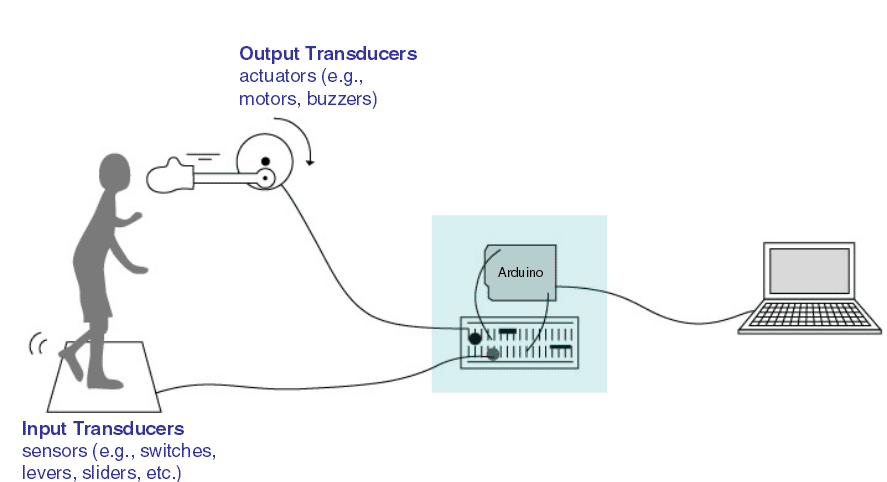 Output Transducers
actuators (e.g.,
motors, buzzers)
Arduino
Input Transducers
sensors (e.g., switches,
levers, sliders, etc.)